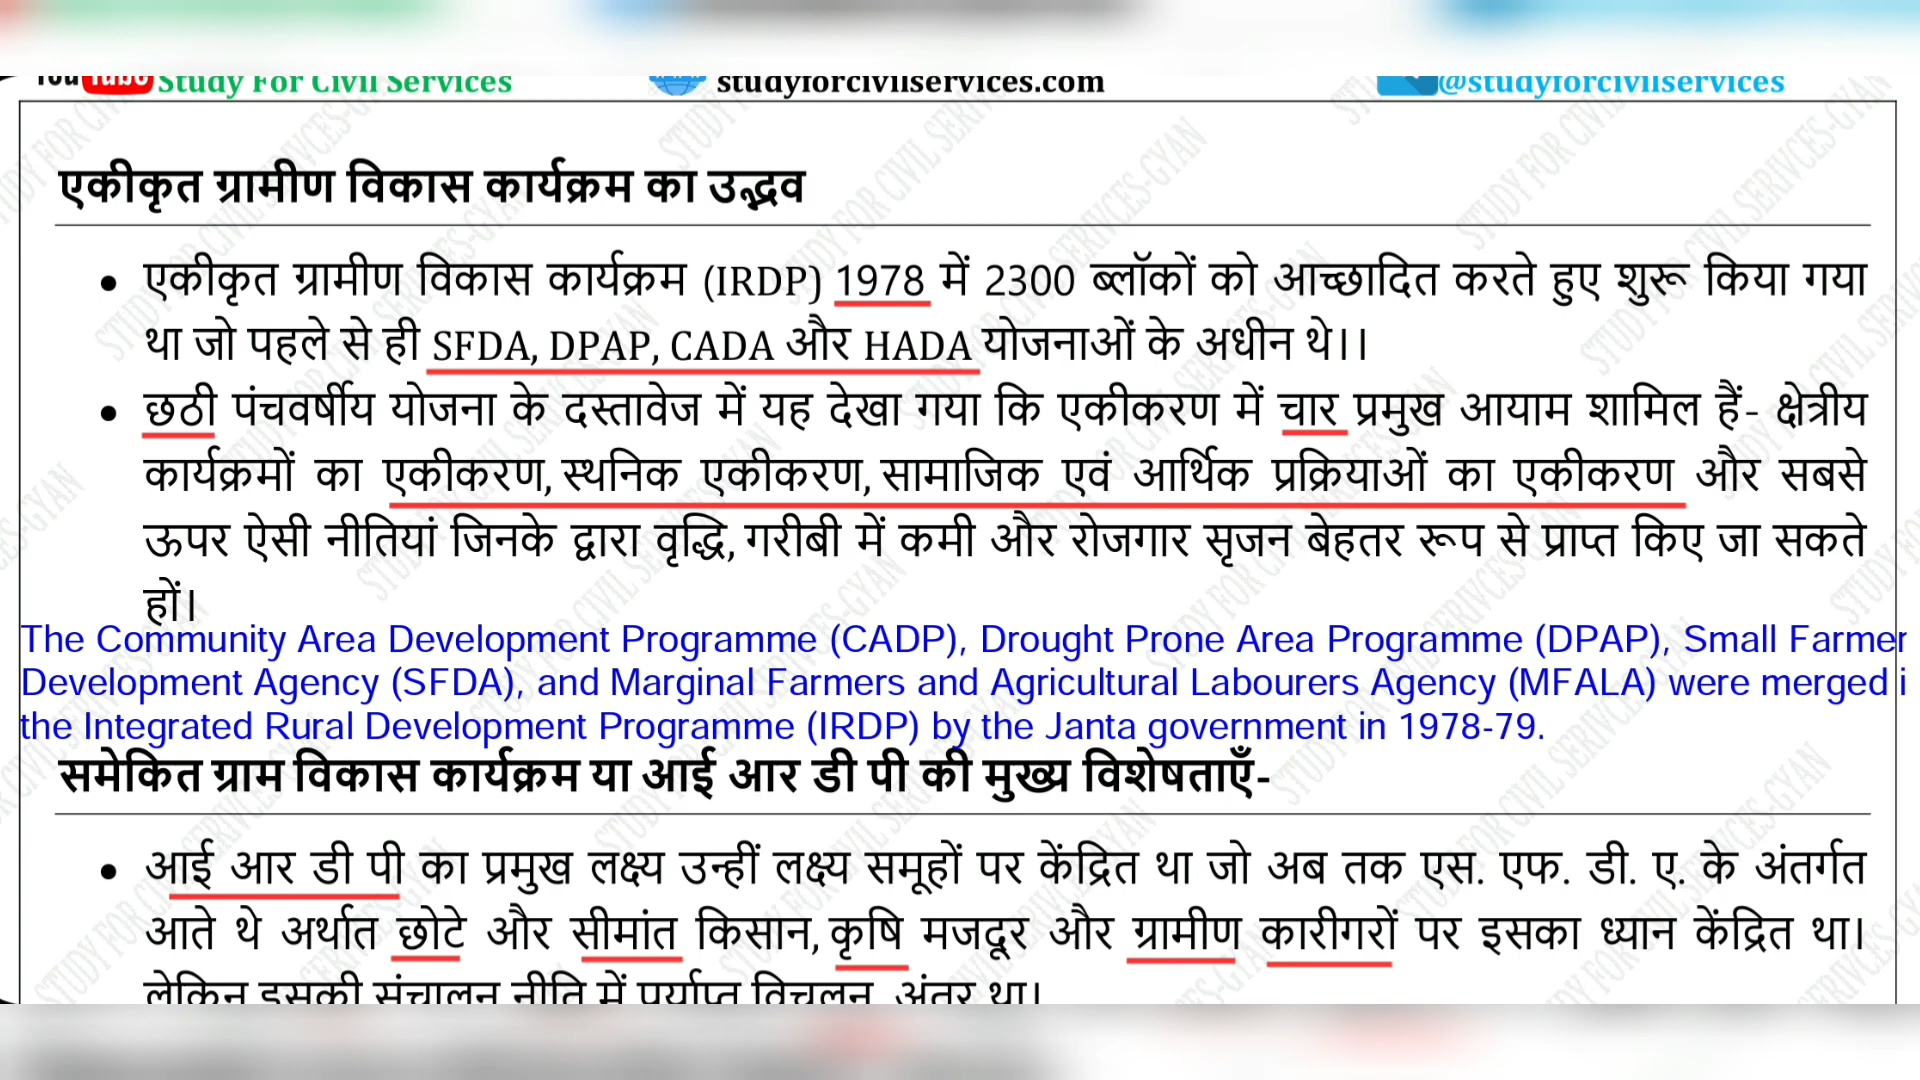 YouTube Study For Civil Services studyforcivilservices.com @studyforcivilservices
एकीकृत ग्रामीण विकास कार्यक्रम का उद्भव
• एकीकृत ग्रामीण विकास कार्यक्रम (IRDP) 1978 में 2300 ब्लॉकों को आच्छादित करते हुए शुरू किया गया
था जो पहले से ही SFDA, DPAP, CADA और HADA योजनाओं के अधीन थे।।
• छठी पंचवर्षीय योजना के दस्तावेज में यह देखा गया कि एकीकरण में चार प्रमुख आयाम शामिल हैं- क्षेत्रीय
कार्यक्रमों का एकीकरण, स्थनिक एकीकरण, सामाजिक एवं आर्थिक प्रक्रियाओं का एकीकरण और सबसे
ऊपर ऐसी नीतियां जिनके द्वारा वृद्धि, गरीबी में कमी और रोजगार सृजन बेहतर रूप से प्राप्त किए जा सकते
हों।
The Community Area Development Programme (CADP), Drought Prone Area Programme (DPAP), Small Farmer
Development Agency (SFDA), and Marginal Farmers and Agricultural Labourers Agency (MFALA) were merged i
the Integrated Rural Development Programme (IRDP) by the Janta government in 1978-79.
समेकित ग्राम विकास कार्यक्रम या आई आर डी पी की मुख्य विशेषताएँ-
• आई आर डी पी का प्रमुख लक्ष्य उन्हीं लक्ष्य समूहों पर केंद्रित था जो अब तक एस. एफ. डी. ए. के अंतर्गत
आते थे अर्थात छोटे और सीमांत किसान, कृषि मजदूर और ग्रामीण कारीगरों पर इसका ध्यान केंद्रित था।
लेकिन इसकी संचालन नीति में पर्याप्त विचलन अंतर था।